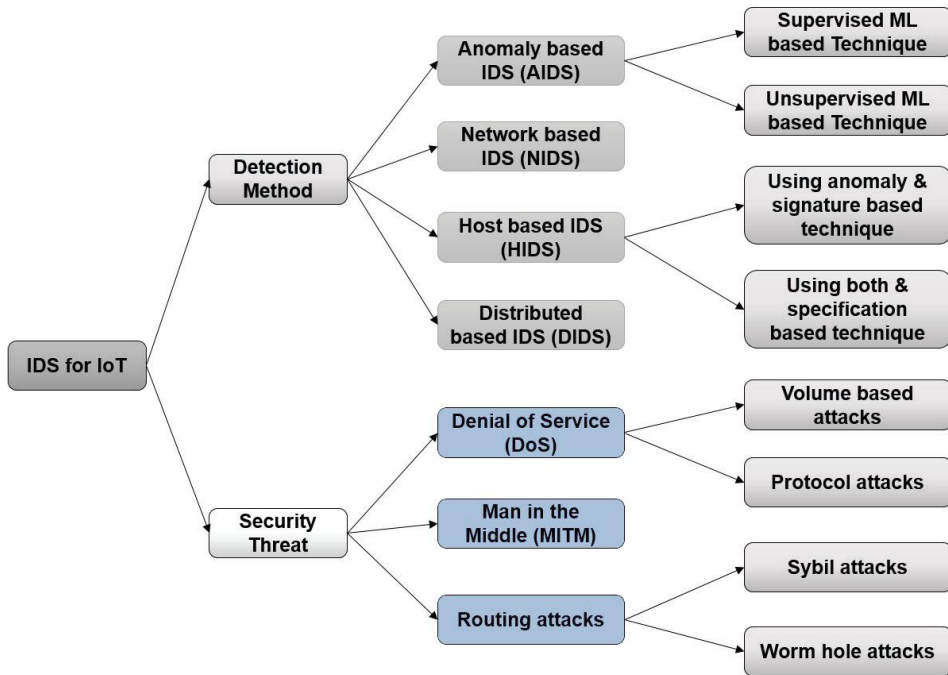 IDS for IoT
Detection
Method
Security
Threat
Anomaly based
IDS (AIDS)
Network based
IDS (NIDS)
Host based IDS
(HIDS)
Distributed
based IDS (DIDS)
Denial of Service
(DoS)
Man in the
Middle (MITM)
Routing attacks
Supervised ML
based Technique
Unsupervised ML
based Technique
Using anomaly &
signature based
technique
Using both &
specification
based technique
Volume based
attacks
Protocol attacks
Sybil attacks
Worm hole attacks